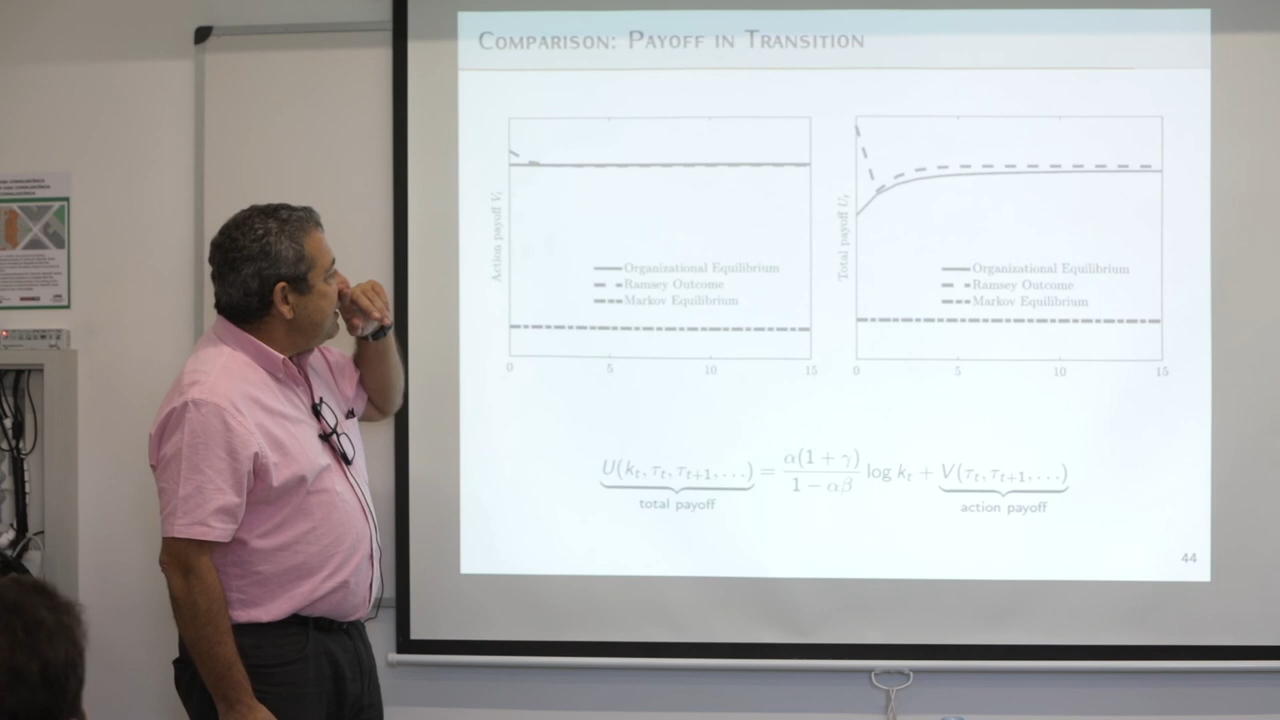 COMPARISON: PAYOFF IN TRANSITION
Action payoff V_t
Organizational Equilibrium
Ramsey Outcome
Markov Equilibrium
0 5 10 15
Total payoff U_t
Organizational Equilibrium
Ramsey Outcome
Markov Equilibrium
0 5 10 15
U(k_t, τ_t, τ_{t+1}, ...) = α(1 + γ) / (1 − αβ) log k_t + V(τ_t, τ_{t+1}, ...)
total payoff action payoff
44